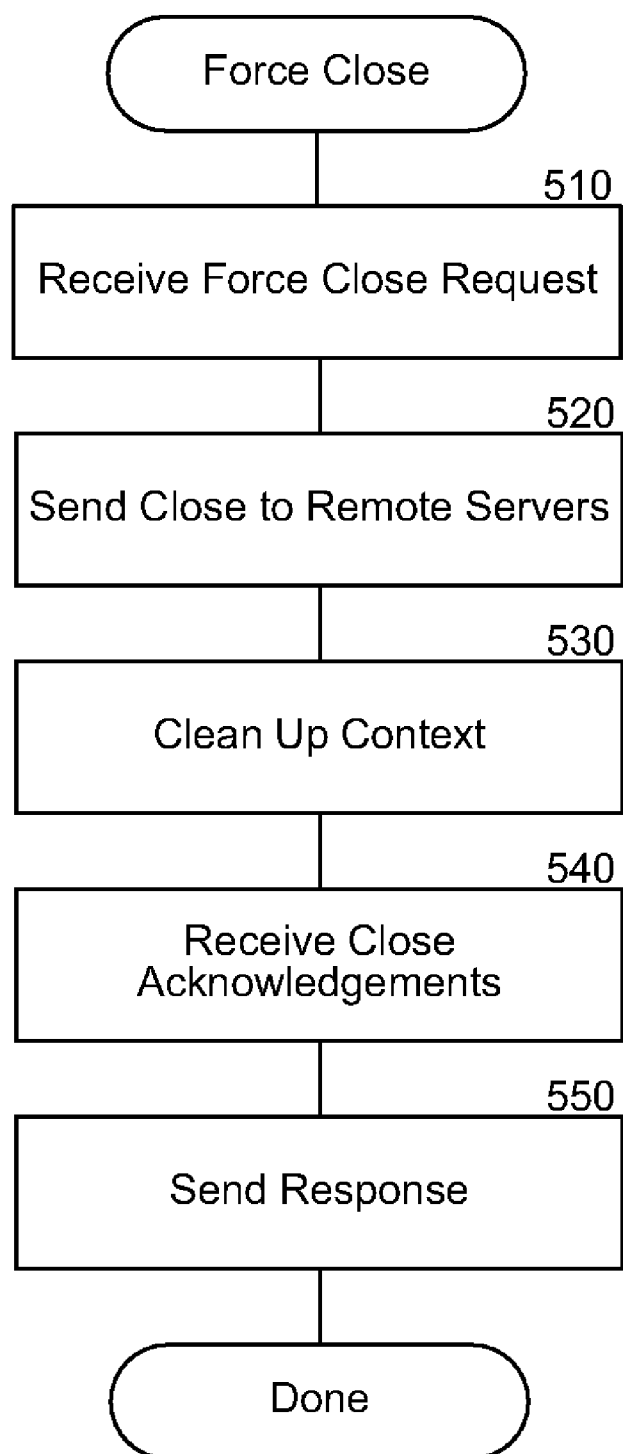 Force Close
510
Receive Force Close Request
520
Send Close to Remote Servers
530
Clean Up Context
540
Receive Close
Acknowledgements
550
Send Response
Done